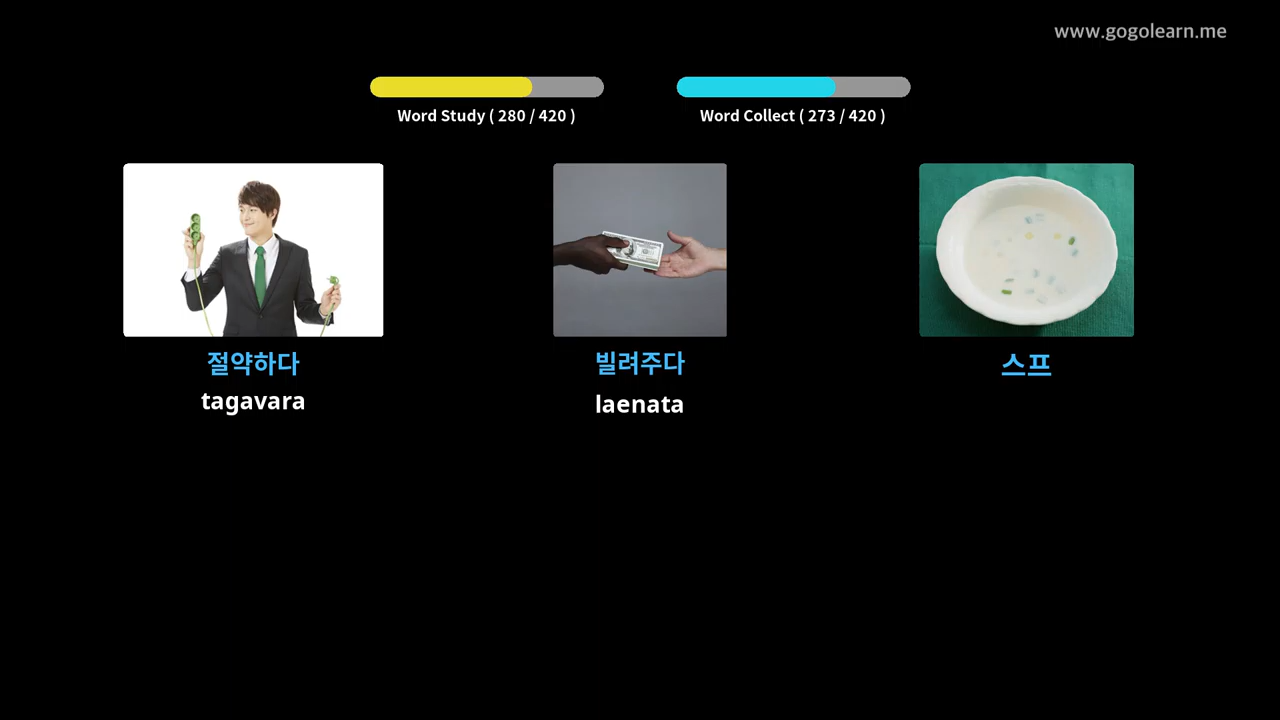 www.gogolearn.me
Word Study ( 280 / 420 )
Word Collect ( 273 / 420 )
절약하다
tagavara
빌려주다
laenata
스프